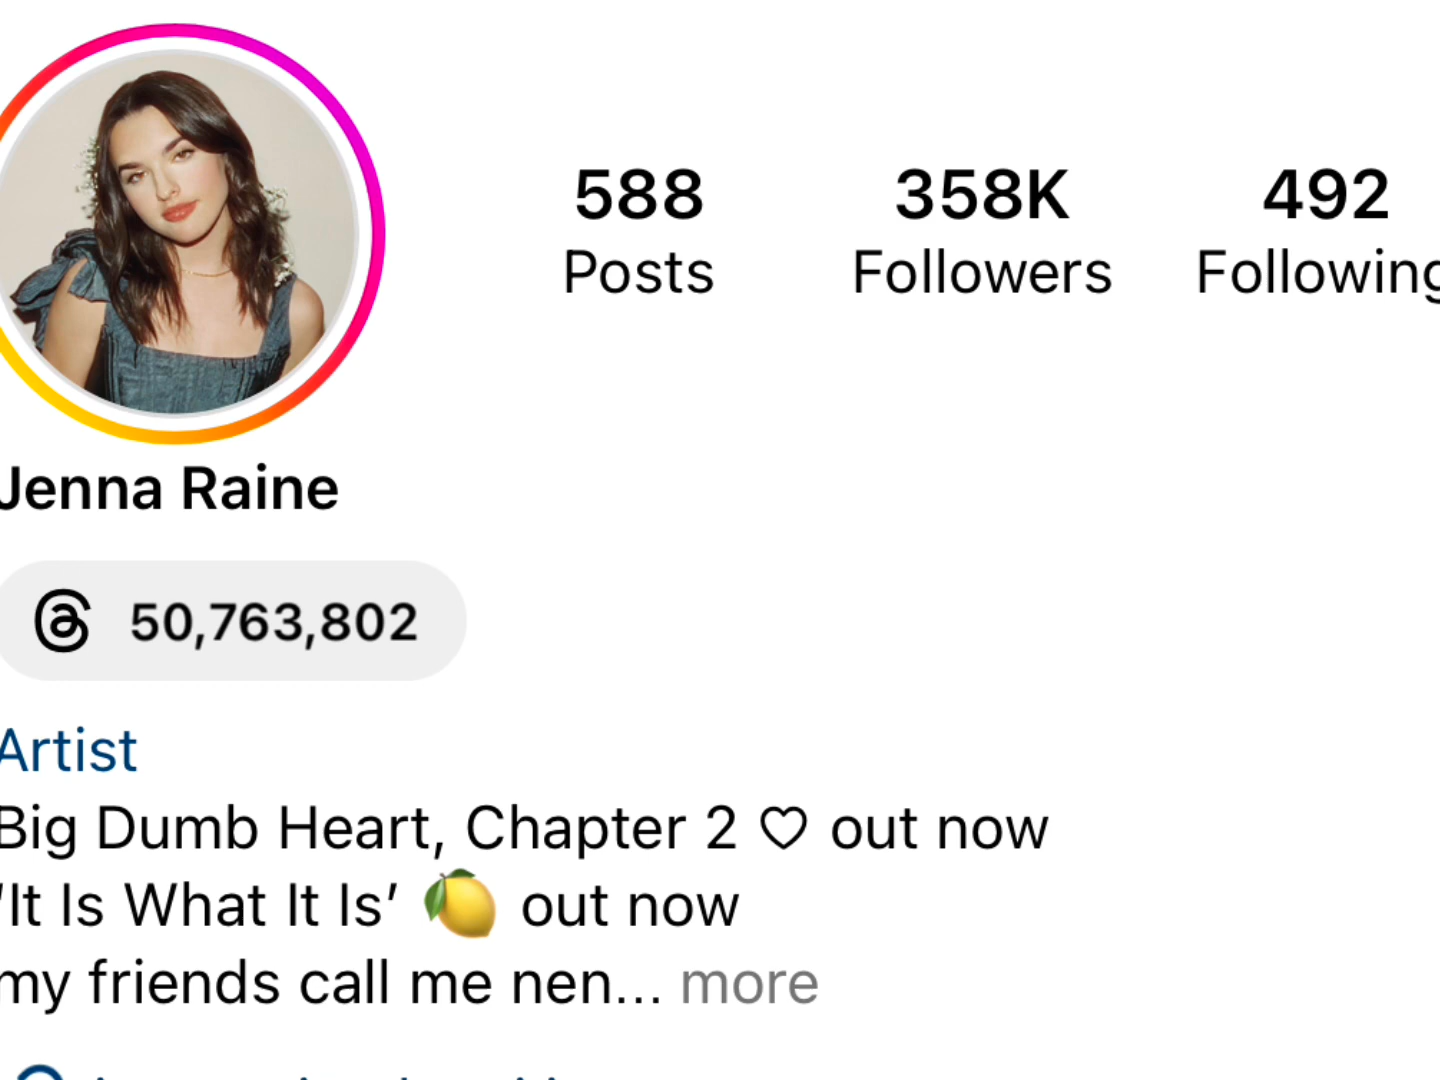 588 358K 492
Posts Followers Following
Jenna Raine
50,763,802
Artist
Big Dumb Heart, Chapter 2 ♡ out now
'It Is What It Is’ 🍋 out now
my friends call me nen... more